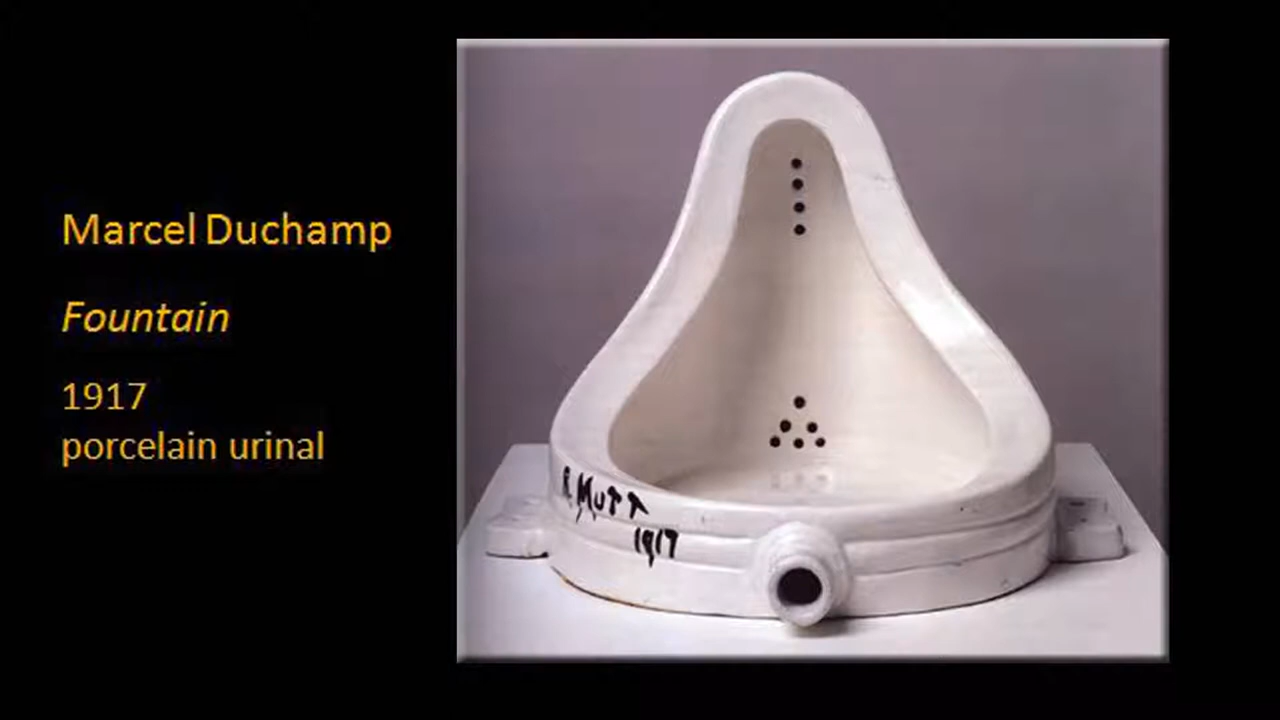 Marcel Duchamp
Fountain
1917
porcelain urinal
R. MUTT
1917